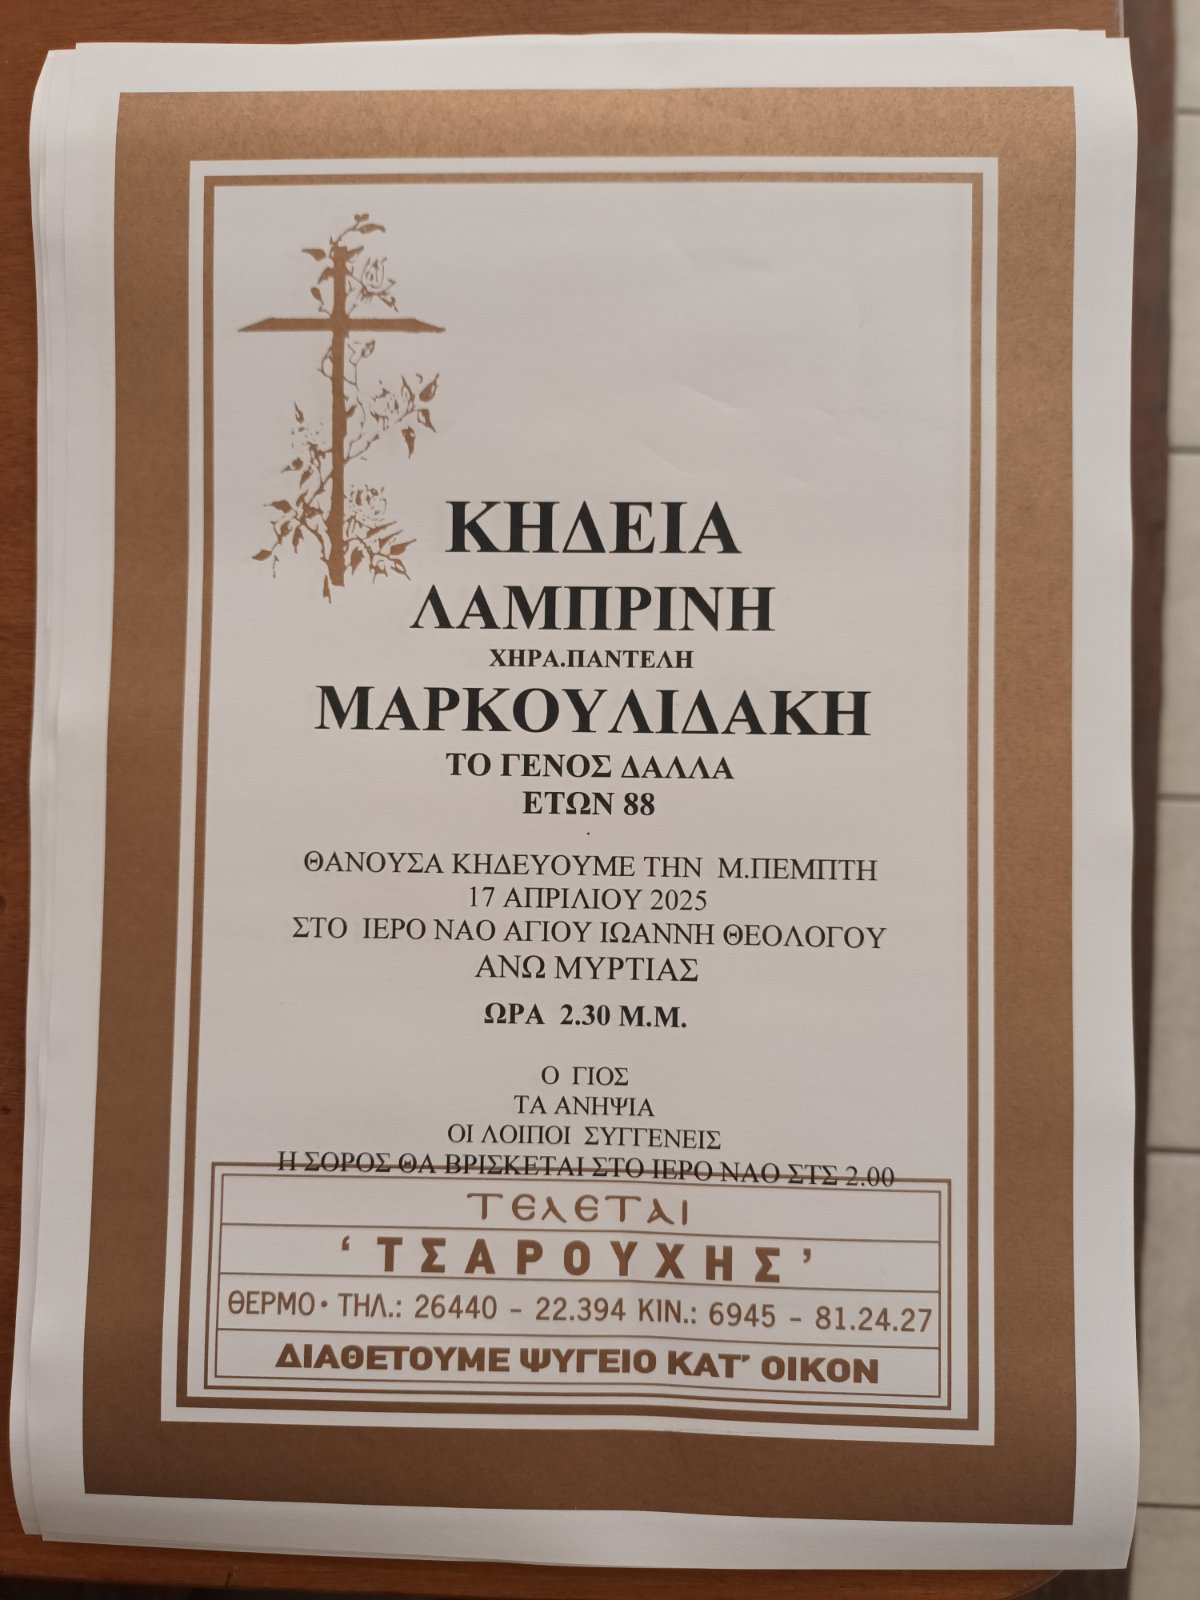 ΚΗΔΕΙΑ
ΛΑΜΠΡΙΝΗ
ΧΗΡΑ.ΠΑΝΤΕΛΗ
ΜΑΡΚΟΥΛΙΔΑΚΗ
ΤΟ ΓΕΝΟΣ ΔΑΛΛΑ
ΕΤΩΝ 88
.
ΘΑΝΟΥΣΑ ΚΗΔΕΥΟΥΜΕ ΤΗΝ Μ.ΠΕΜΠΤΗ
17 ΑΠΡΙΛΙΟΥ 2025
ΣΤΟ ΙΕΡΟ ΝΑΟ ΑΓΙΟΥ ΙΩΑΝΝΗ ΘΕΟΛΟΓΟΥ
ΑΝΩ ΜΥΡΤΙΑΣ
ΩΡΑ 2.30 Μ.Μ.
Ο ΓΙΟΣ
ΤΑ ΑΝΗΨΙΑ
ΟΙ ΛΟΙΠΟΙ ΣΥΓΓΕΝΕΙΣ
Η ΣΟΡΟΣ ΘΑ ΒΡΙΣΚΕΤΑΙ ΣΤΟ ΙΕΡΟ ΝΑΟ ΣΤΣ 2.00
ΤΕΛΕΤΑΙ
‘ΤΣΑΡΟΥΧΗΣ’
ΘΕΡΜΟ • ΤΗΛ.: 26440 - 22.394 ΚΙΝ.: 6945 - 81.24.27
ΔΙΑΘΕΤΟΥΜΕ ΨΥΓΕΙΟ ΚΑΤ’ ΟΙΚΟΝ